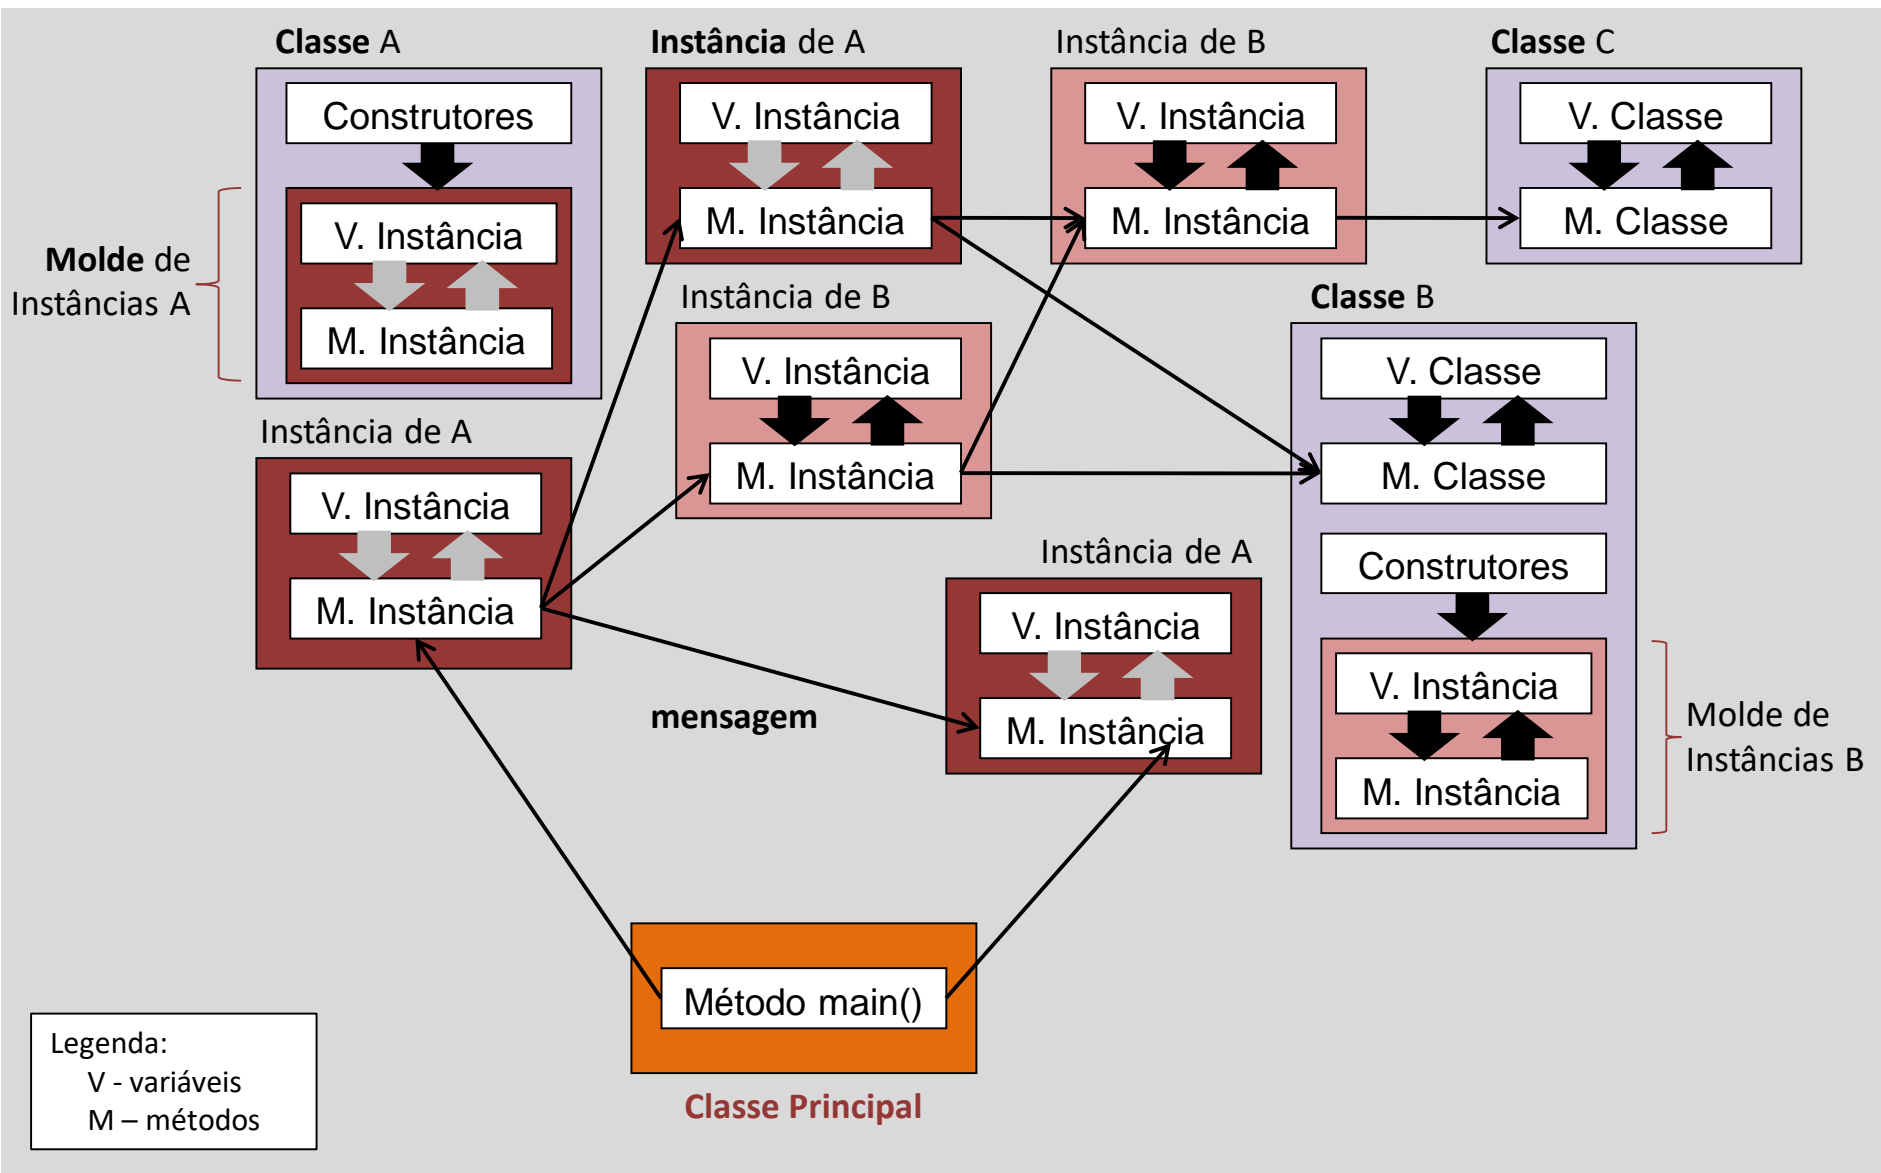 Classe A
Construtores
V. Instância
M. Instância
Molde de
Instâncias A
Instância de A
V. Instância
M. Instância
Instância de B
V. Instância
M. Instância
Classe C
V. Classe
M. Classe
Instância de B
V. Instância
M. Instância
Classe B
V. Classe
M. Classe
Construtores
V. Instância
M. Instância
Molde de
Instâncias B
Instância de A
V. Instância
M. Instância
Instância de A
V. Instância
M. Instância
mensagem
Método main()
Classe Principal
Legenda:
V - variáveis
M – métodos